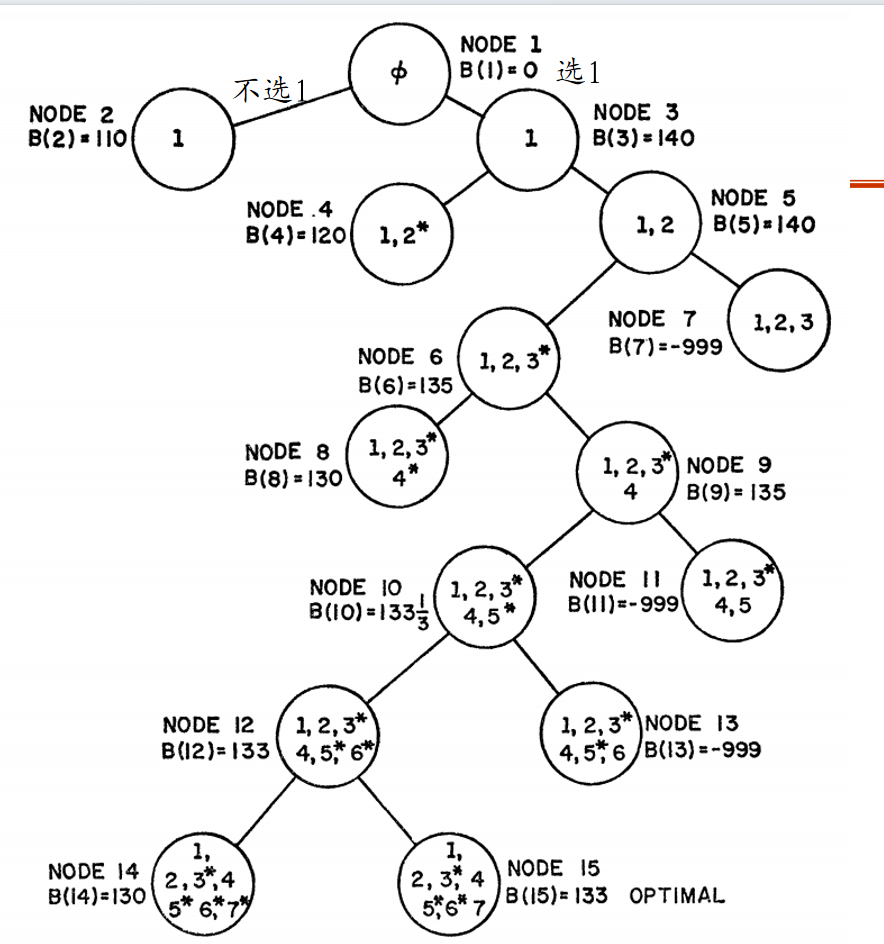 NODE 1
B(1)=0
选1
不选1
ϕ
NODE 2
B(2)=110
1
1
NODE 3
B(3)=140
NODE .4
B(4)=120
1,2*
1,2
NODE 5
B(5)=140
NODE 6
B(6)=135
1,2,3*
NODE 7
B(7)=-999
1,2,3
NODE 8
B(8)=130
1,2,3*
4*
1,2,3*
4
NODE 9
B(9)=135
NODE 10
B(10)=133⅓
1,2,3*
4,5*
NODE 11
B(11)=-999
1,2,3*
4,5
NODE 12
B(12)=133
1,2,3*
4,5*,6*
1,2,3*
4,5*,6
NODE 13
B(13)=-999
NODE 14
B(14)=130
1,
2,3*,4
5* 6*,7*
1,
2,3*,4
5*,6* 7
NODE 15
B(15)=133 OPTIMAL